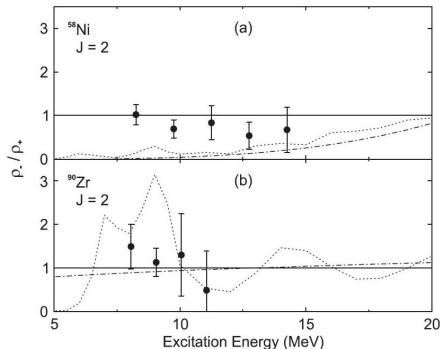 ⁵⁸Ni (a)
J = 2
3
2
1
0
ρ₋ / ρ₊
⁹⁰Zr (b)
J = 2
3
2
1
0
5 10 15 20
Excitation Energy (MeV)